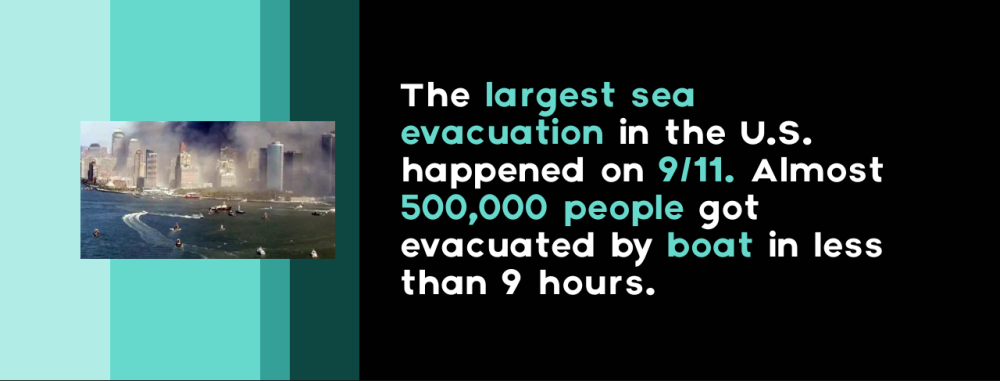 The largest sea
evacuation in the U.S.
happened on 9/11. Almost
500,000 people got
evacuated by boat in less
than 9 hours.